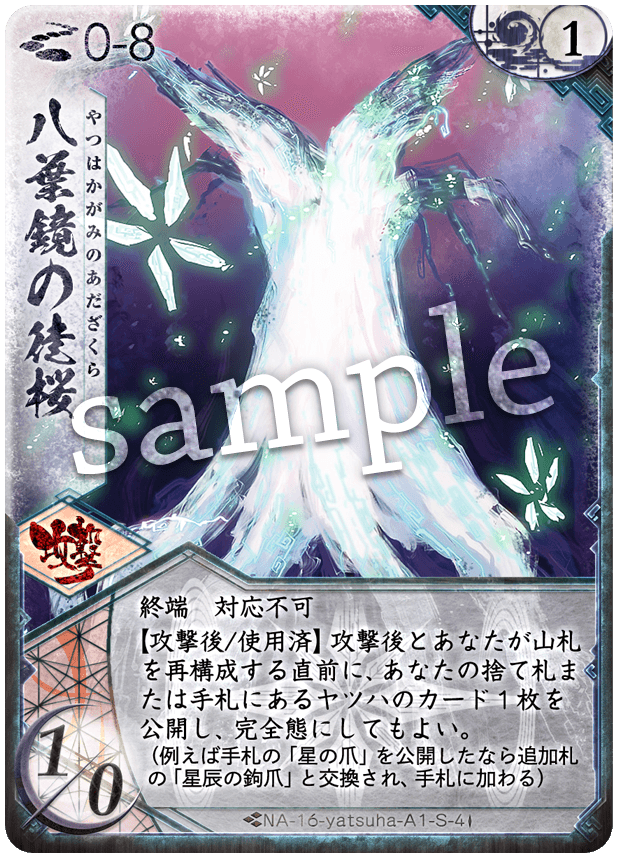 0-8
1
八葉鏡の徒桜
やつはかがみのあだざくら
sample
攻撃
終端　対応不可
【攻撃後/使用済】攻撃後とあなたが山札
を再構成する直前に、あなたの捨て札ま
たは手札にあるヤツハのカード１枚を
公開し、完全態にしてもよい。
（例えば手札の「星の爪」を公開したなら追加札
の「星辰の鉤爪」と交換され、手札に加わる）
1/0
NA-16-yatsuha-A1-S-4